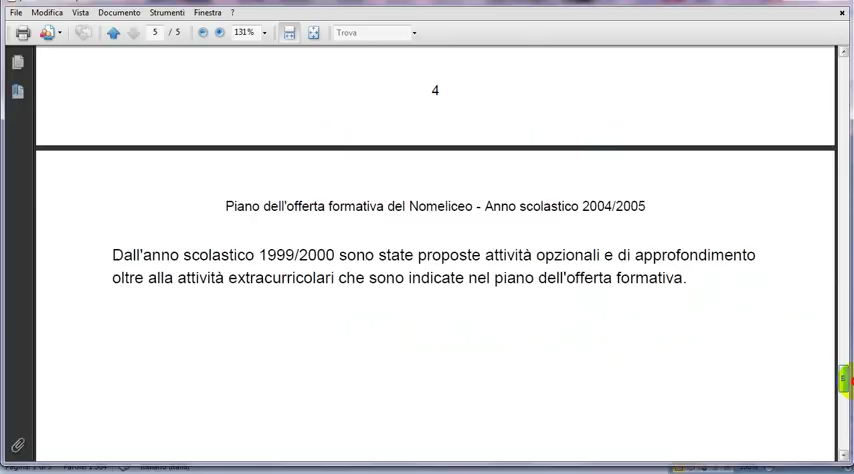 File Modifica Vista Documento Strumenti Finestra ?
5 / 5 131% Trova
4
Piano dell'offerta formativa del Nomeliceo - Anno scolastico 2004/2005
Dall'anno scolastico 1999/2000 sono state proposte attività opzionali e di approfondimento
oltre alla attività extracurricolari che sono indicate nel piano dell'offerta formativa.